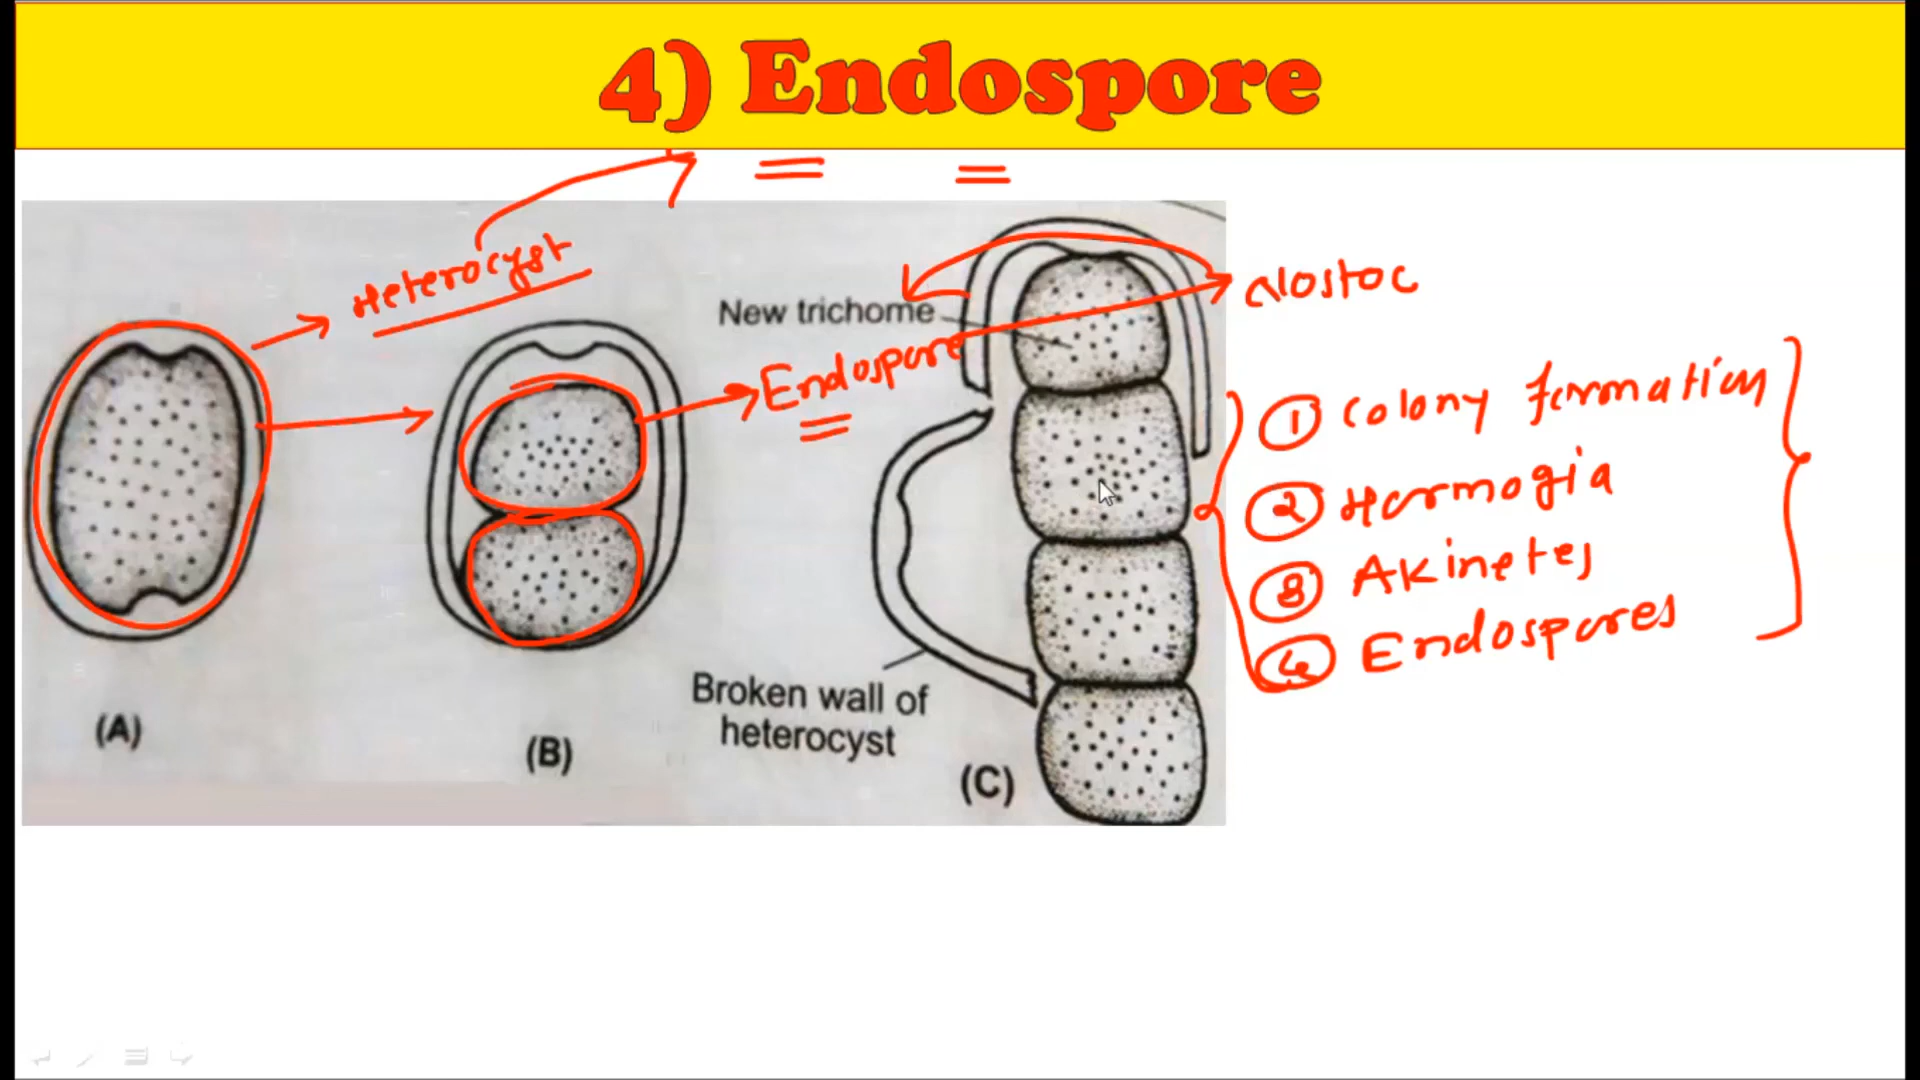 4) Endospore
Heterocyst
New trichome
Nostoc
Endospore
① Colony formation
② Hormogia
③ Akinetes
④ Endospores
Broken wall of
heterocyst
(A)
(B)
(C)